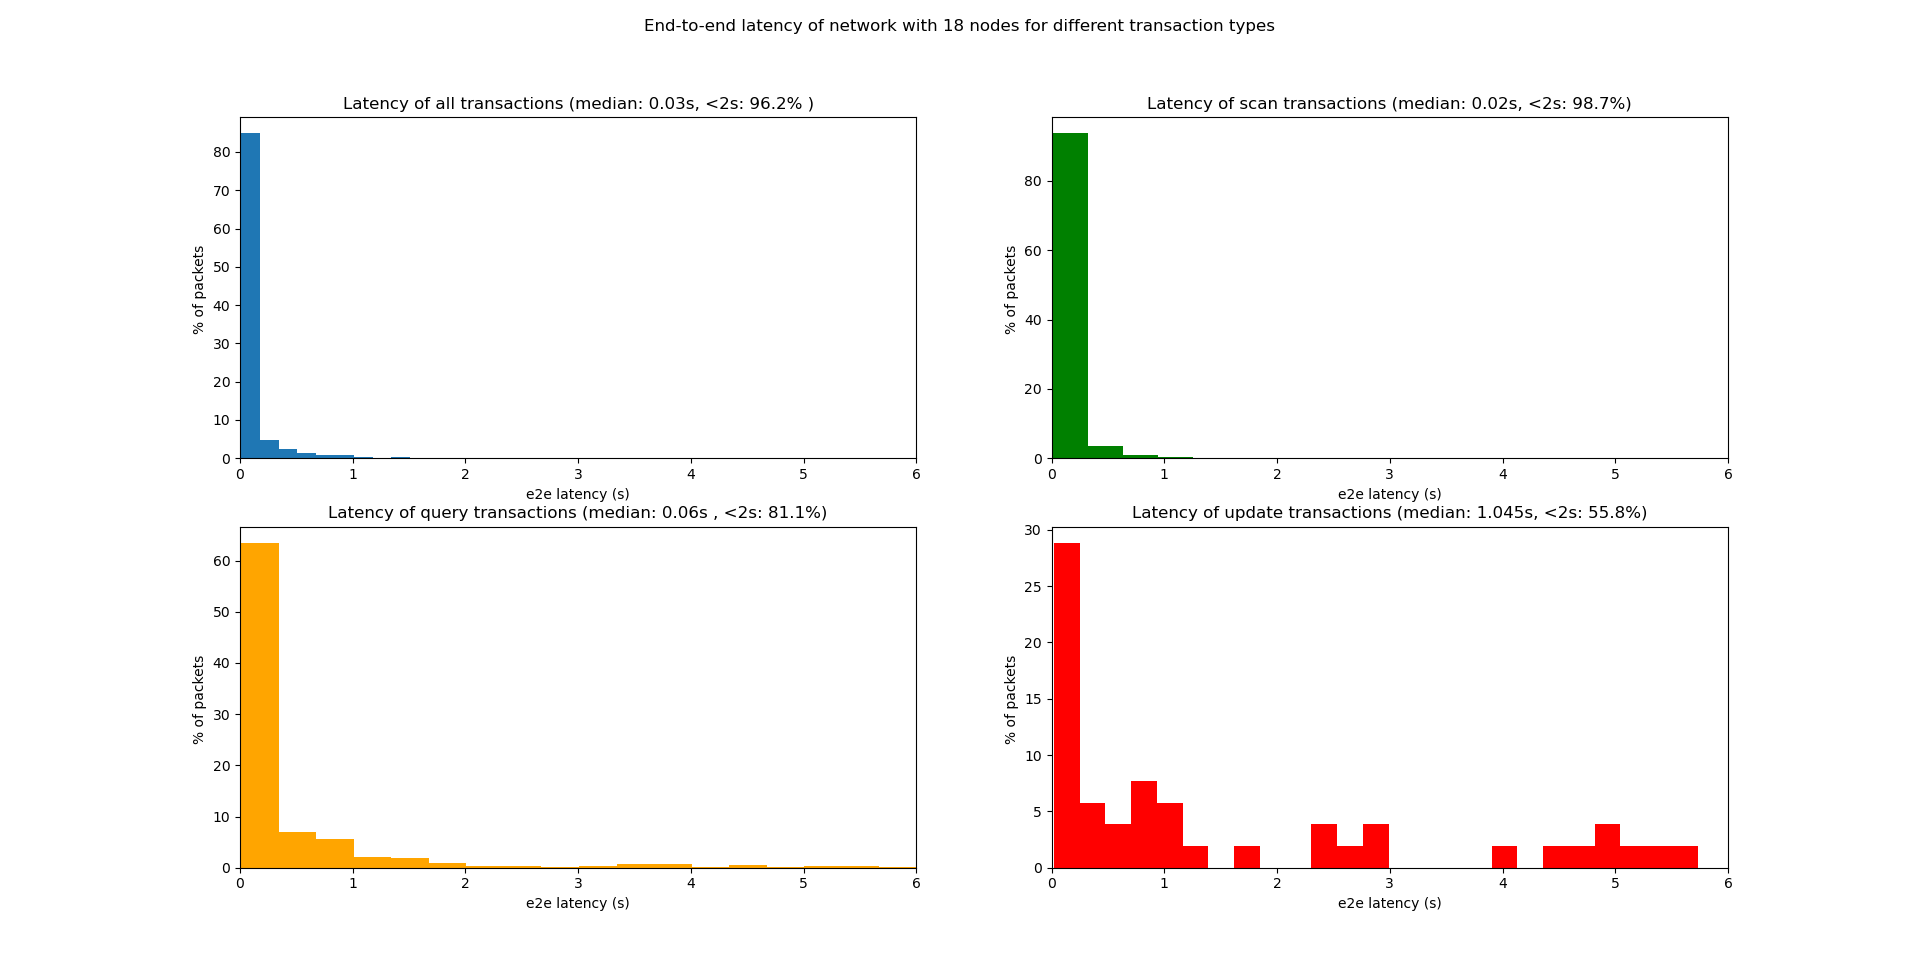 End-to-end latency of network with 18 nodes for different transaction types
Latency of all transactions (median: 0.03s, <2s: 96.2% )
80
70
60
50
40
30
20
10
0
% of packets
0 1 2 3 4 5 6
e2e latency (s)
Latency of scan transactions (median: 0.02s, <2s: 98.7%)
80
60
40
20
0
% of packets
0 1 2 3 4 5 6
e2e latency (s)
Latency of query transactions (median: 0.06s , <2s: 81.1%)
60
50
40
30
20
10
0
% of packets
0 1 2 3 4 5 6
e2e latency (s)
Latency of update transactions (median: 1.045s, <2s: 55.8%)
30
25
20
15
10
5
0
% of packets
0 1 2 3 4 5 6
e2e latency (s)